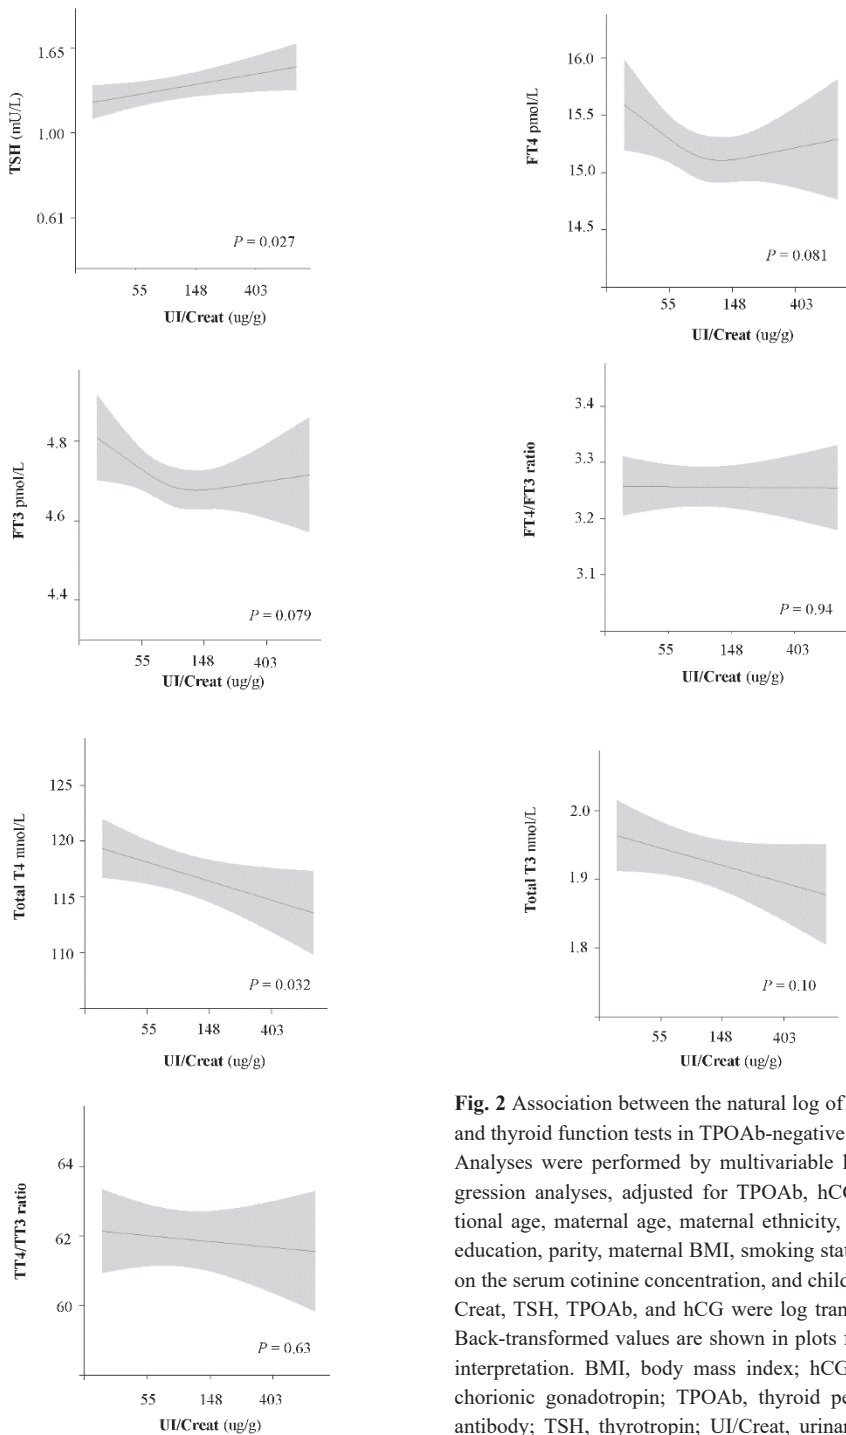 1.65
TSH (mU/L)
1.00
0.61
P = 0.027
55 148 403
UI/Creat (ug/g)
16.0
FT4 pmol/L
15.5
15.0
14.5
P = 0.081
55 148 403
UI/Creat (ug/g)
4.8
FT3 pmol/L
4.6
4.4
P = 0.079
55 148 403
UI/Creat (ug/g)
3.4
FT4/FT3 ratio
3.3
3.2
3.1
P = 0.94
55 148 403
UI/Creat (ug/g)
125
Total T4 nmol/L
120
115
110
P = 0.032
55 148 403
UI/Creat (ug/g)
2.0
Total T3 nmol/L
1.9
1.8
P = 0.10
55 148 403
UI/Creat (ug/g)
64
TT4/TT3 ratio
62
60
P = 0.63
55 148 403
UI/Creat (ug/g)
Fig. 2 Association between the natural log of
and thyroid function tests in TPOAb-negative
Analyses were performed by multivariable
gression analyses, adjusted for TPOAb,
tional age, maternal age, maternal ethnicity,
education, parity, maternal BMI, smoking
on the serum cotinine concentration, and
Creat, TSH, TPOAb, and hCG were log
Back-transformed values are shown in plots
interpretation. BMI, body mass index;
chorionic gonadotropin; TPOAb, thyroid
antibody; TSH, thyrotropin; UI/Creat,